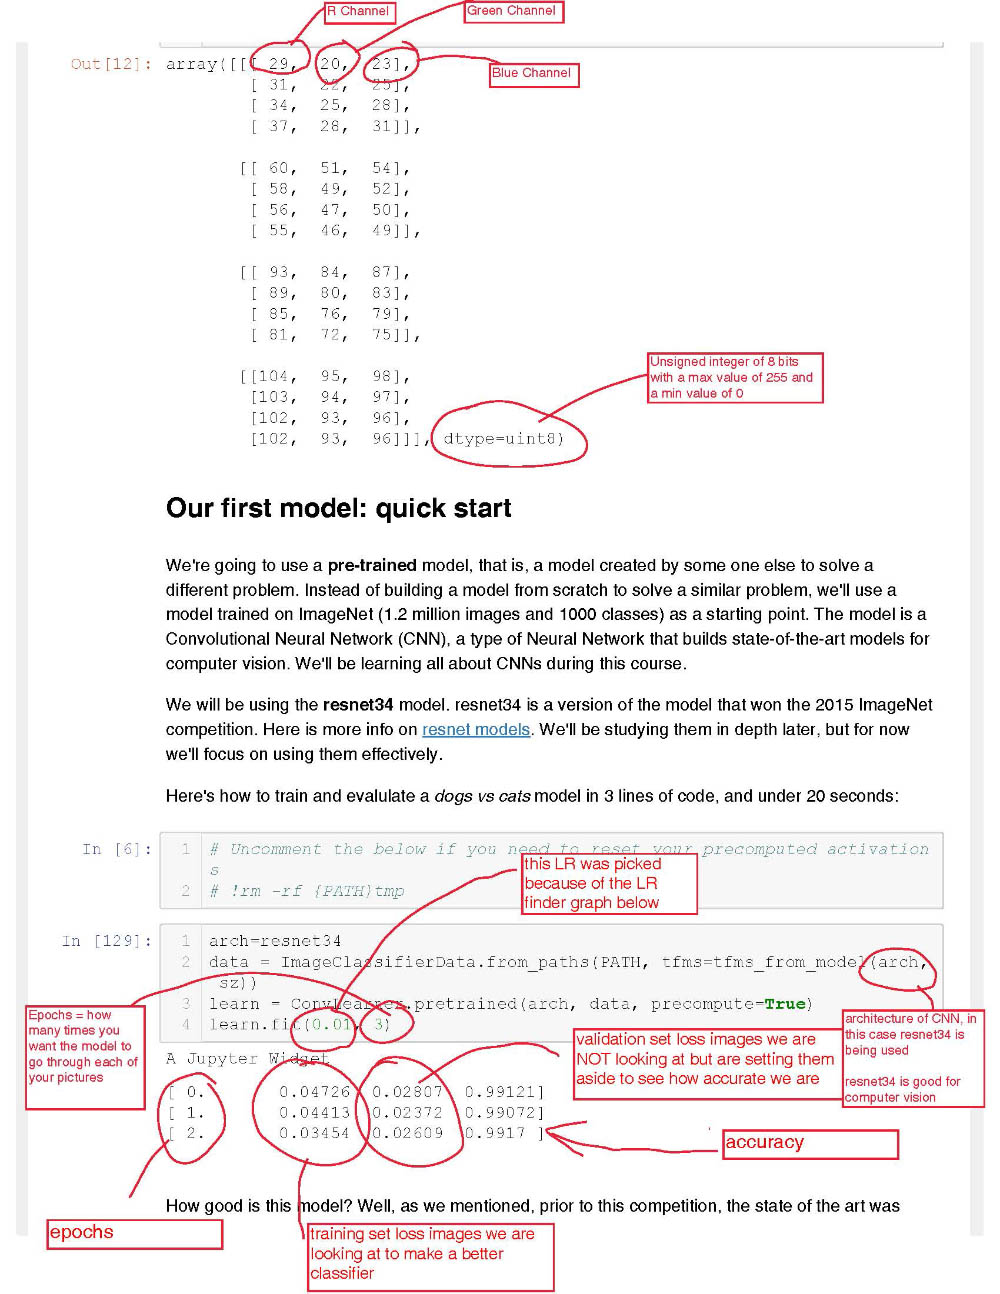 R Channel
Green Channel
Out[12]: array([[[ 29, 20, 23],
Blue Channel
[ 31, 22, 25],
[ 34, 25, 28],
[ 37, 28, 31]],
[[ 60, 51, 54],
[ 58, 49, 52],
[ 56, 47, 50],
[ 55, 46, 49]],
[[ 93, 84, 87],
[ 89, 80, 83],
[ 85, 76, 79],
[ 81, 72, 75]],
Unsigned integer of 8 bits
with a max value of 255 and
a min value of 0
[[104, 95, 98],
[103, 94, 97],
[102, 93, 96],
[102, 93, 96]]], dtype=uint8)
Our first model: quick start
We're going to use a pre-trained model, that is, a model created by some one else to solve a
different problem. Instead of building a model from scratch to solve a similar problem, we'll use a
model trained on ImageNet (1.2 million images and 1000 classes) as a starting point. The model is a
Convolutional Neural Network (CNN), a type of Neural Network that builds state-of-the-art models for
computer vision. We'll be learning all about CNNs during this course.
We will be using the resnet34 model. resnet34 is a version of the model that won the 2015 ImageNet
competition. Here is more info on resnet models. We'll be studying them in depth later, but for now
we'll focus on using them effectively.
Here's how to train and evalulate a dogs vs cats model in 3 lines of code, and under 20 seconds:
In [6]: 1 # Uncomment the below if you need to reset your precomputed activation
s
2 # !rm -rf {PATH}tmp
this LR was picked
because of the LR
finder graph below
In [129]: 1 arch=resnet34
2 data = ImageClassifierData.from_paths(PATH, tfms=tfms_from_model(arch,
sz))
3 learn = ConvLearner.pretrained(arch, data, precompute=True)
4 learn.fit(0.01, 3)
Epochs = how
many times you
want the model to
go through each of
your pictures
architecture of CNN, in
this case resnet34 is
being used
resnet34 is good for
computer vision
validation set loss images we are
NOT looking at but are setting them
aside to see how accurate we are
A Jupyter Widget
[ 0. 0.04726 0.02807 0.99121]
[ 1. 0.04413 0.02372 0.99072]
[ 2. 0.03454 0.02609 0.9917 ]
accuracy
How good is this model? Well, as we mentioned, prior to this competition, the state of the art was
epochs
training set loss images we are
looking at to make a better
classifier